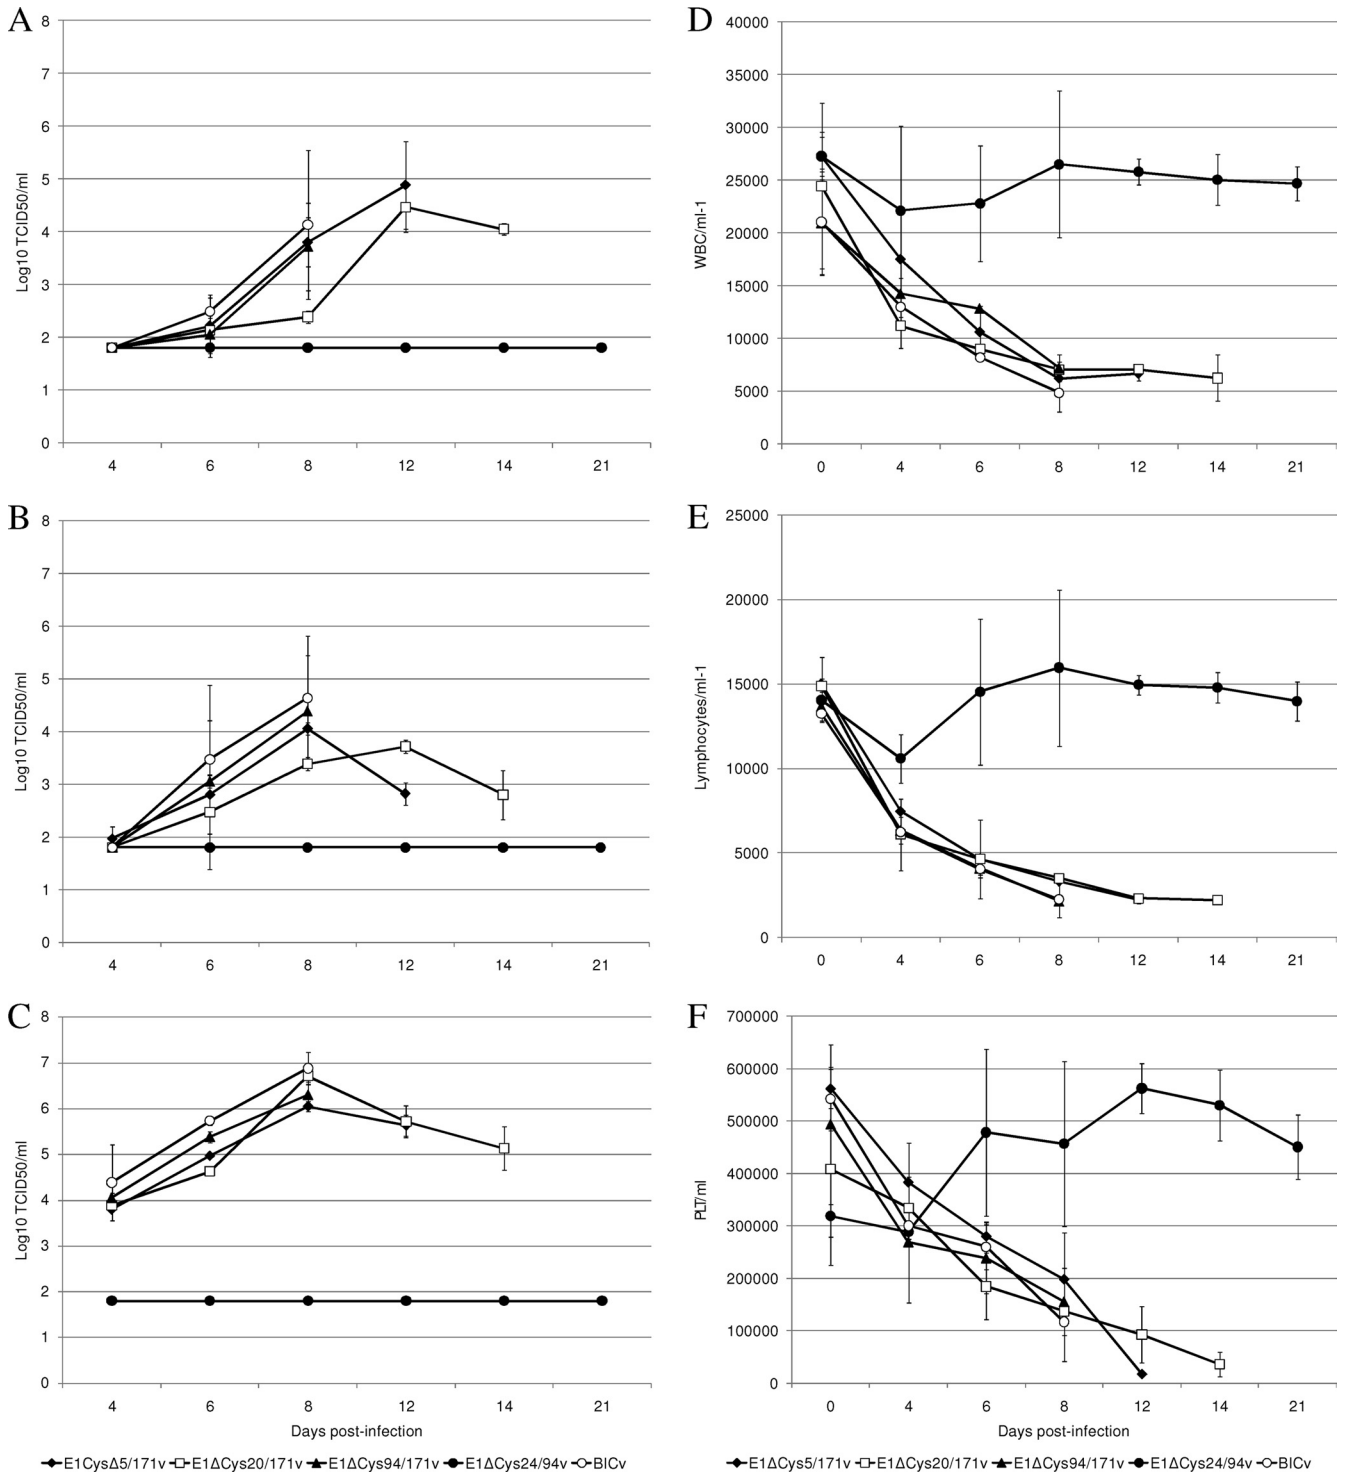 A
8
7
6
5
4
3
2
1
0
Log10 TCID50/ml
4 6 8 12 14 21
B
8
7
6
5
4
3
2
1
0
Log10 TCID50/ml
4 6 8 12 14 21
C
8
7
6
5
4
3
2
1
0
Log10 TCID50/ml
4 6 8 12 14 21
Days post-infection
E1CysΔ5/171v E1ΔCys20/171v E1ΔCys94/171v E1ΔCys24/94v BICv
D
40000
35000
30000
25000
20000
15000
10000
5000
0
WBC/ml-1
0 4 6 8 12 14 21
E
25000
20000
15000
10000
5000
0
Lymphocytes/ml-1
0 4 6 8 12 14 21
F
700000
600000
500000
400000
300000
200000
100000
0
PLT/ml
0 4 6 8 12 14 21
Days post-infection
E1ΔCys5/171v E1ΔCys20/171v E1ΔCys94/171v E1ΔCys24/94v BICv